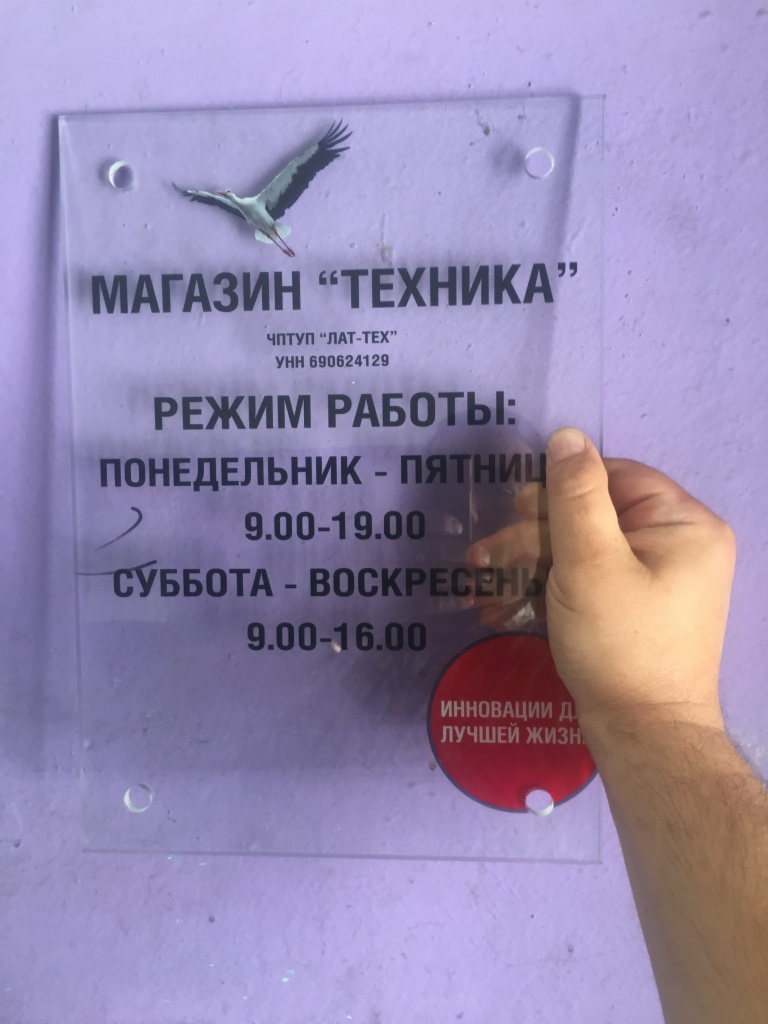 МАГАЗИН “ТЕХНИКА”
ЧПТУП “ЛАТ-ТЕХ”
УНН 690624129
РЕЖИМ РАБОТЫ:
ПОНЕДЕЛЬНИК - ПЯТНИЦ
9.00-19.00
СУББОТА - ВОСКРЕСЕНЬ
9.00-16.00
ИННОВАЦИИ Д
ЛУЧШЕЙ ЖИЗН